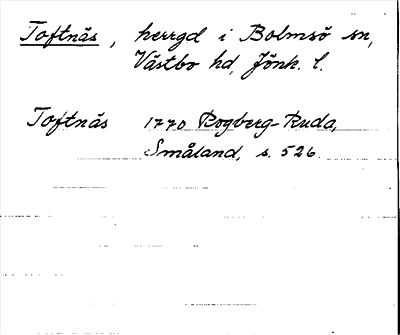 Toftnäs, herrgd i Bolmsö sn,
Västbo hd, Jönk. l.
Toftnäs 1770 Rogberg-Ruda,
Småland, s. 526.